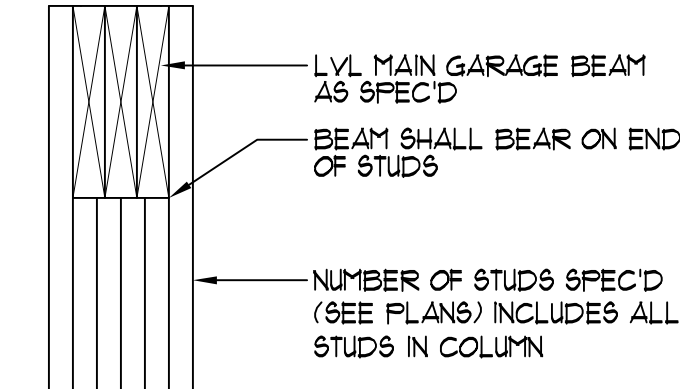 LVL MAIN GARAGE BEAM
AS SPEC'D
BEAM SHALL BEAR ON END
OF STUDS
NUMBER OF STUDS SPEC'D
(SEE PLANS) INCLUDES ALL
STUDS IN COLUMN